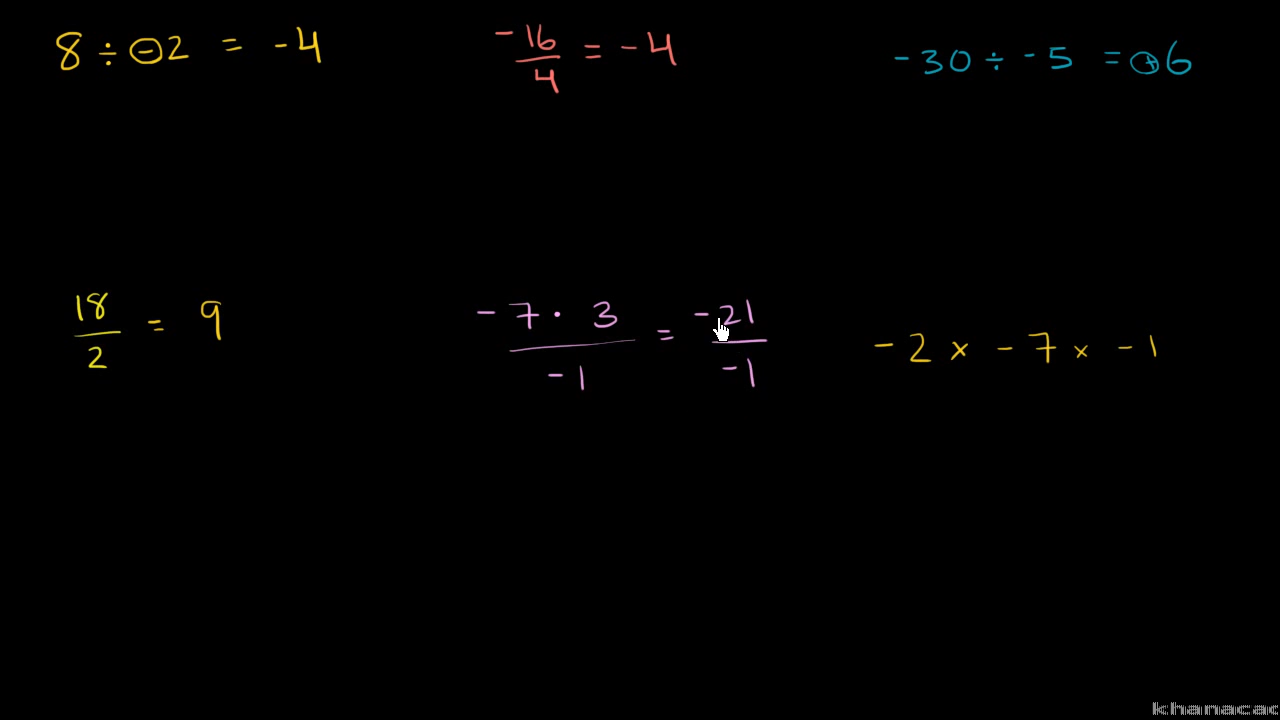 8 ÷ -2 = -4
-16/4 = -4
-30 ÷ -5 = +6
18/2 = 9
-7 · 3/-1 = -21/-1
-2 x -7 x -1
khanacad